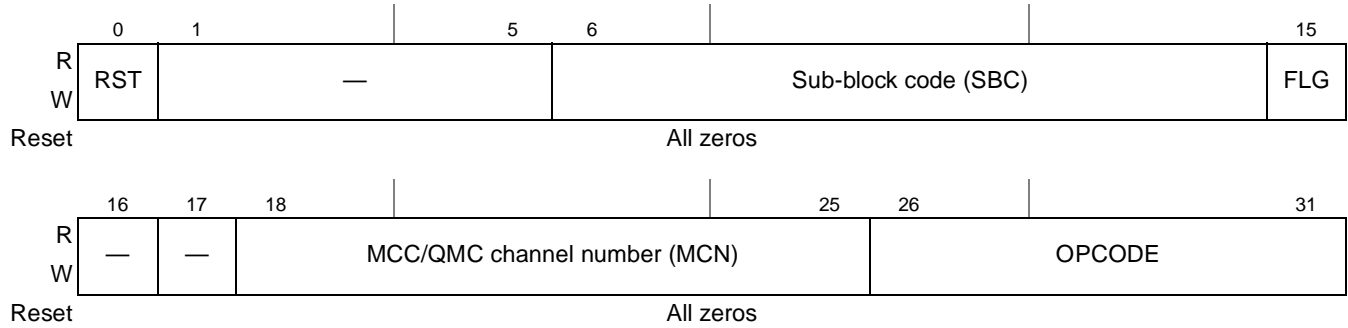 0 1 5 6 15
R
W
RST — Sub-block code (SBC) FLG
Reset All zeros
16 17 18 25 26 31
R
W
— — MCC/QMC channel number (MCN) OPCODE
Reset All zeros